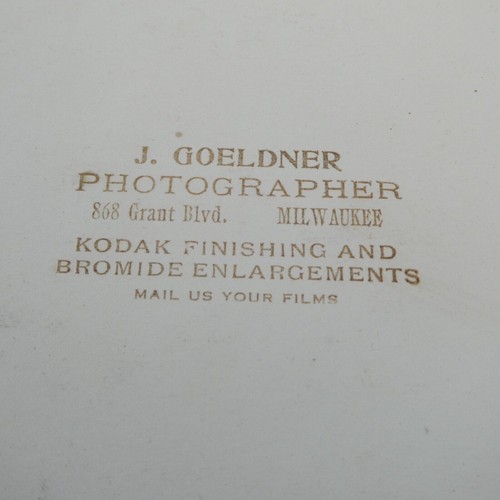 J. GOELDNER
PHOTOGRAPHER
868 Grant Blvd. MILWAUKEE
KODAK FINISHING AND
BROMIDE ENLARGEMENTS
MAIL US YOUR FILMS